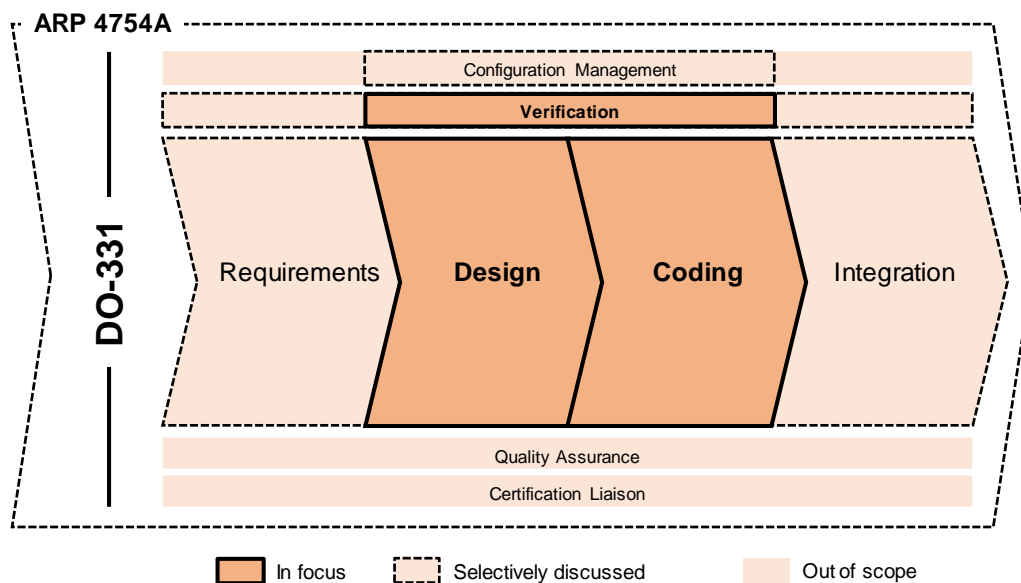 ARP 4754A
Configuration Management
Verification
DO-331
Requirements
Design
Coding
Integration
Quality Assurance
Certification Liaison
In focus
Selectively discussed
Out of scope